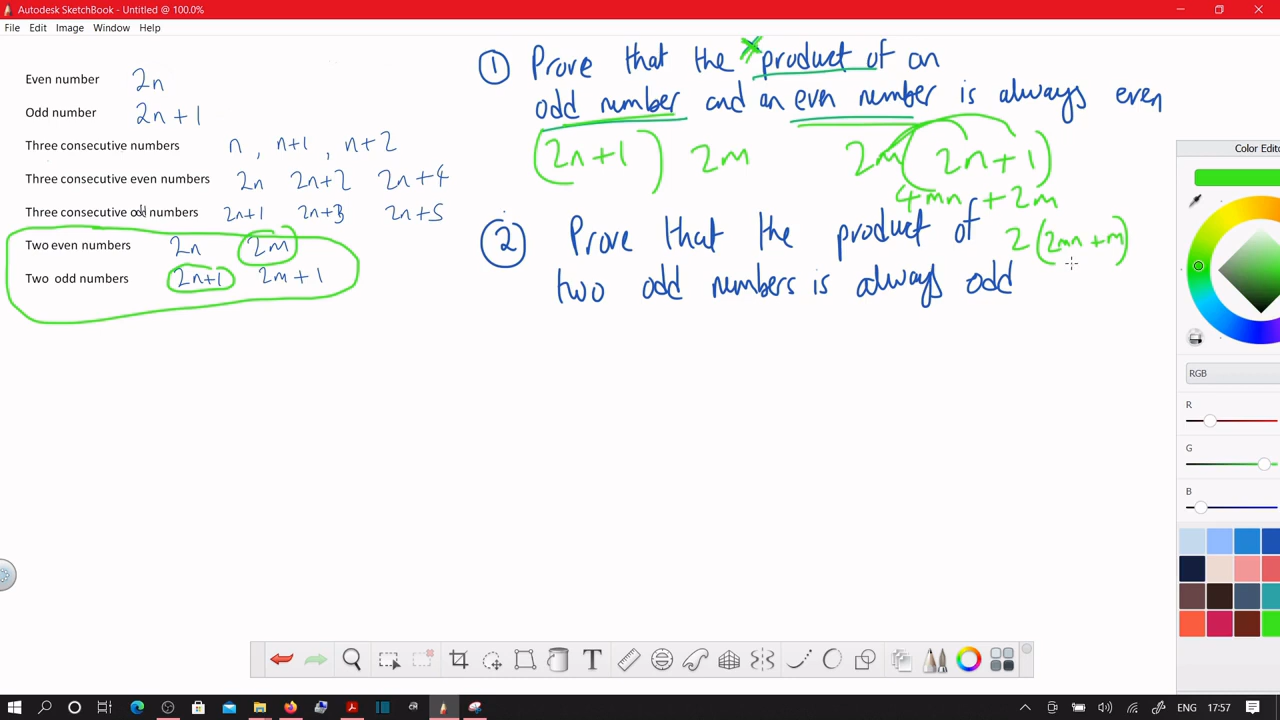 Autodesk SketchBook @ 100.0%
File Edit Image Window Help
Even number 2n
Odd number 2n+1
Three consecutive numbers n, n+1, n+2
Three consecutive even numbers 2n 2n+2 2n+4
Three consecutive odd numbers 2n+1 2n+3 2n+5
Two even numbers 2n 2m
Two odd numbers 2n+1 2m+1
① Prove that the × product of an
odd number and an even number is always even
(2n+1) 2m 2m(2n+1)
4mn+2m
2(2mn+m)
② Prove that the product of
two odd numbers is always odd
Color Edito
RGB
R
G
B
T
17:57